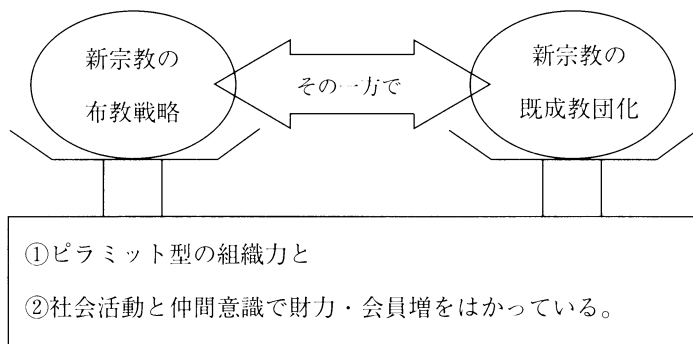 新宗教の
布教戦略
その一方で
新宗教の
既成教団化
①ピラミット型の組織力と
②社会活動と仲間意識で財力・会員増をはかっている。